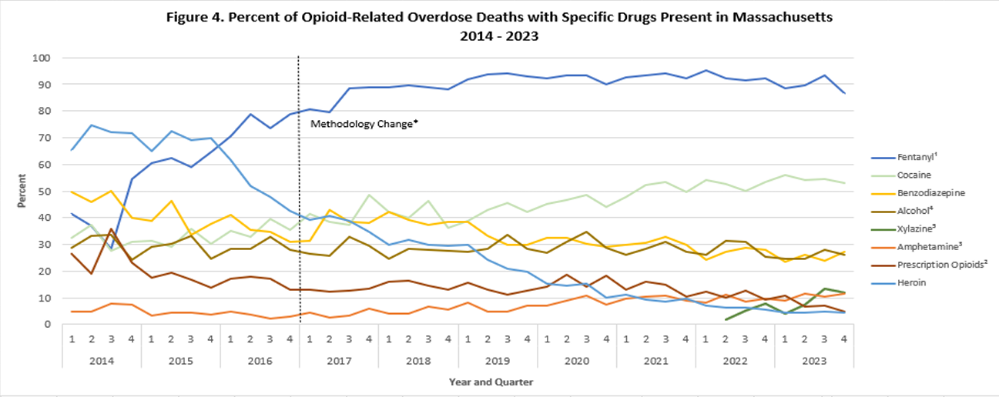 Figure 4. Percent of Opioid-Related Overdose Deaths with Specific Drugs Present in Massachusetts
2014 - 2023
100
90
80
70
60
50
40
30
20
10
0
Percent
Methodology Change*
1 2 3 4 1 2 3 4 1 2 3 4 1 2 3 4 1 2 3 4 1 2 3 4 1 2 3 4 1 2 3 4 1 2 3 4 1 2 3 4
2014 2015 2016 2017 2018 2019 2020 2021 2022 2023
Year and Quarter
Fentanyl¹
Cocaine
Benzodiazepine
Alcohol⁴
Xylazine⁵
Amphetamine³
Prescription Opioids²
Heroin